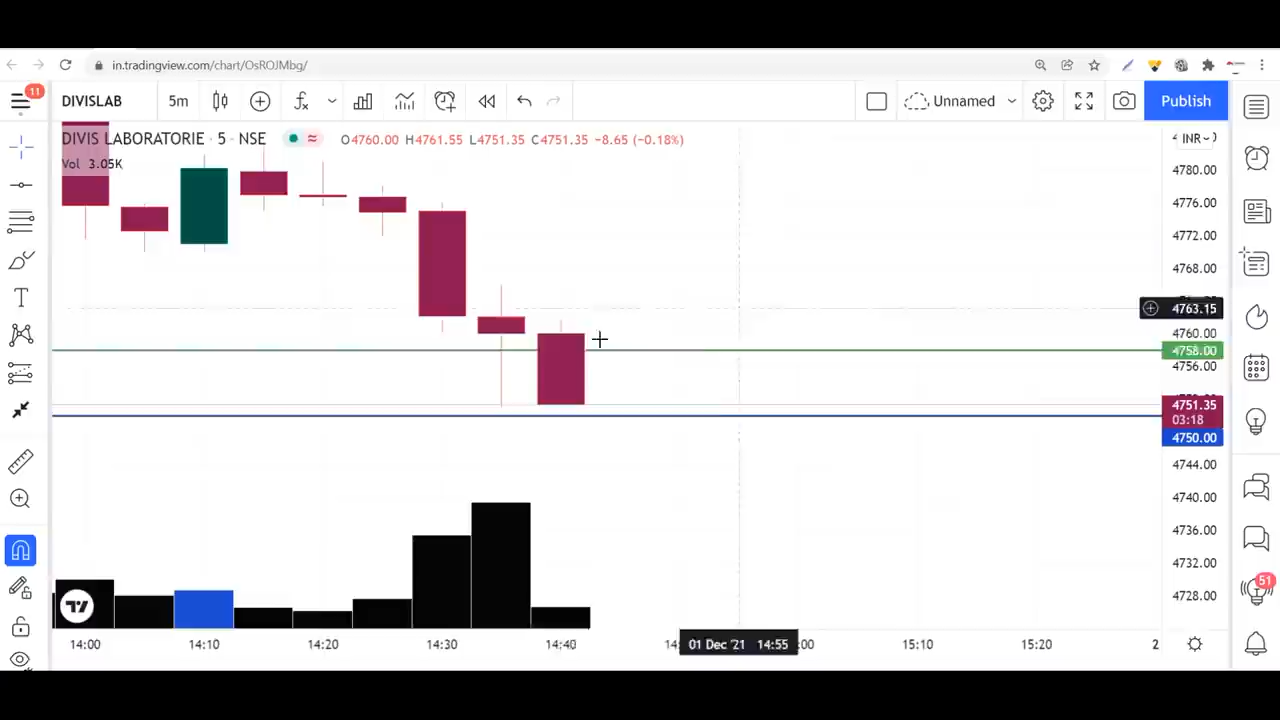 in.tradingview.com/chart/OsROJMbg/
11
DIVISLAB
5m
Unnamed
Publish
DIVIS LABORATORIE · 5 · NSE
O4760.00 H4761.55 L4751.35 C4751.35 −8.65 (−0.18%)
INR
Vol 3.05K
4780.00
4776.00
4772.00
4768.00
4763.15
4760.00
4758.00
4756.00
4751.35
03:18
4750.00
4744.00
4740.00
4736.00
4732.00
4728.00
51
14:00
14:10
14:20
14:30
14:40
01 Dec '21 14:55
15:10
15:20
2